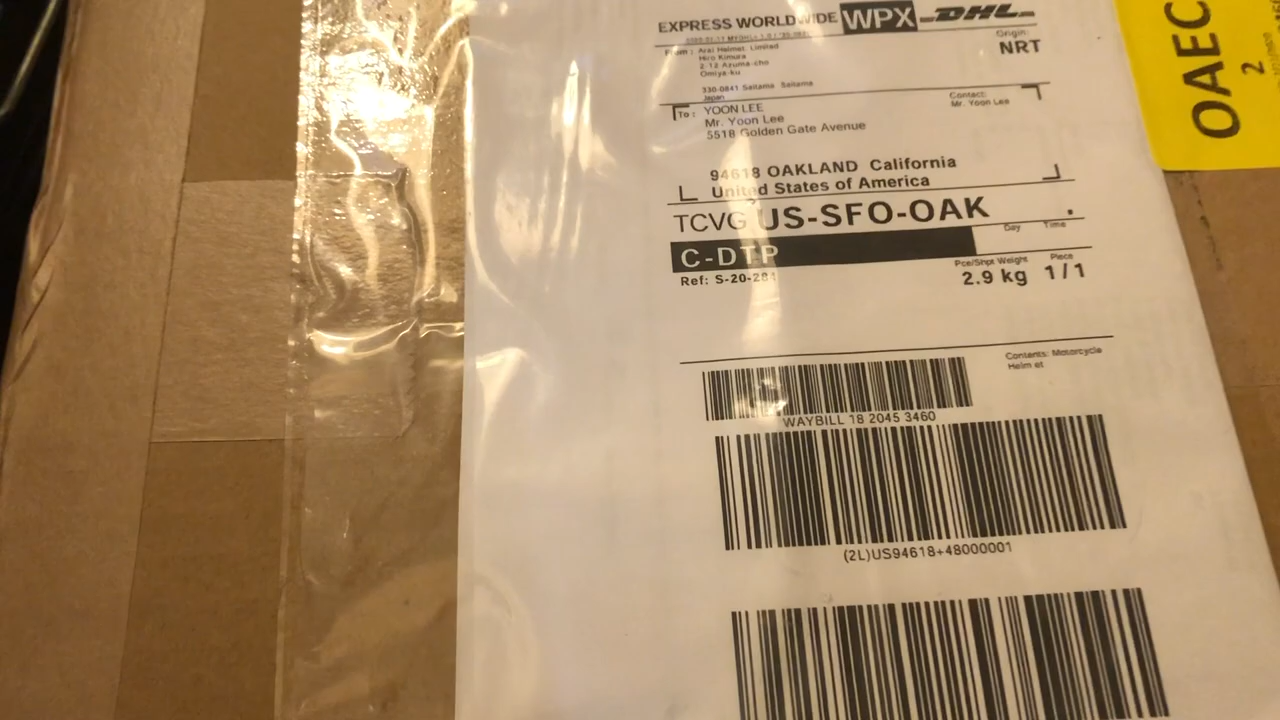 EXPRESS WORLDWIDE WPX DHL
Origin:
NRT
From : Arai Helmet. Limited
Hiro Kimura
2-12 Azuma-cho
Omiya-ku
330-0841 Saitama Saitama
Japan
Contact:
Mr. Yoon Lee
To : YOON LEE
Mr. Yoon Lee
5518 Golden Gate Avenue
94618 OAKLAND California
United States of America
TCVG US-SFO-OAK
Day Time
C-DTP
Ref: S-20-281
Pce/Shpt Weight
2.9 kg
Piece
1/1
Contents: Motorcycle
Helm et
WAYBILL 18 2045 3460
(2L)US94618+48000001
OAEC
2